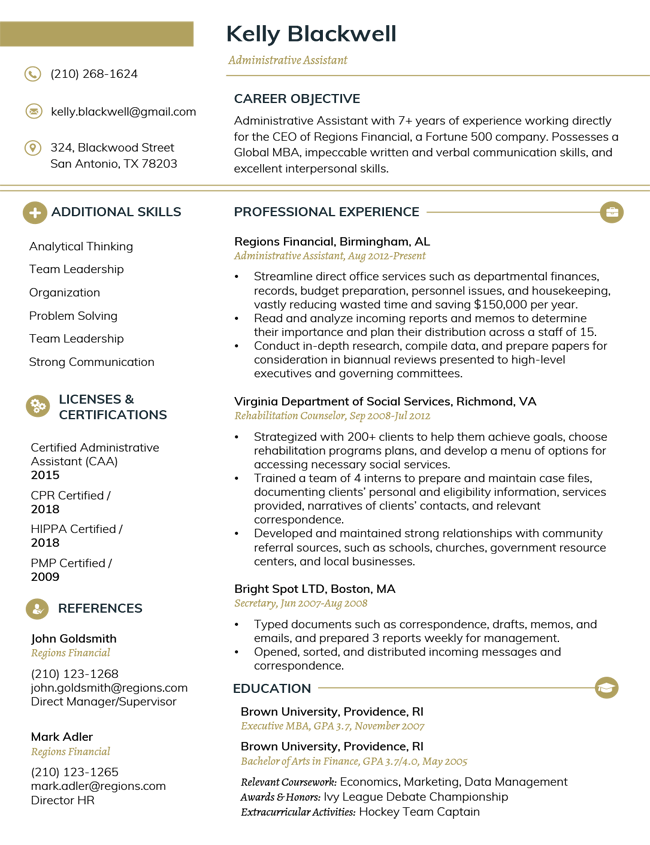 Kelly Blackwell
Administrative Assistant
(210) 268-1624
kelly.blackwell@gmail.com
324, Blackwood Street
San Antonio, TX 78203
CAREER OBJECTIVE
Administrative Assistant with 7+ years of experience working directly
for the CEO of Regions Financial, a Fortune 500 company. Possesses a
Global MBA, impeccable written and verbal communication skills, and
excellent interpersonal skills.
ADDITIONAL SKILLS
Analytical Thinking
Team Leadership
Organization
Problem Solving
Team Leadership
Strong Communication
LICENSES &
CERTIFICATIONS
Certified Administrative
Assistant (CAA)
2015
CPR Certified /
2018
HIPPA Certified /
2018
PMP Certified /
2009
REFERENCES
John Goldsmith
Regions Financial
(210) 123-1268
john.goldsmith@regions.com
Direct Manager/Supervisor
Mark Adler
Regions Financial
(210) 123-1265
mark.adler@regions.com
Director HR
PROFESSIONAL EXPERIENCE
Regions Financial, Birmingham, AL
Administrative Assistant, Aug 2012-Present
• Streamline direct office services such as departmental finances,
records, budget preparation, personnel issues, and housekeeping,
vastly reducing wasted time and saving $150,000 per year.
• Read and analyze incoming reports and memos to determine
their importance and plan their distribution across a staff of 15.
• Conduct in-depth research, compile data, and prepare papers for
consideration in biannual reviews presented to high-level
executives and governing committees.
Virginia Department of Social Services, Richmond, VA
Rehabilitation Counselor, Sep 2008-Jul 2012
• Strategized with 200+ clients to help them achieve goals, choose
rehabilitation programs plans, and develop a menu of options for
accessing necessary social services.
• Trained a team of 4 interns to prepare and maintain case files,
documenting clients’ personal and eligibility information, services
provided, narratives of clients’ contacts, and relevant
correspondence.
• Developed and maintained strong relationships with community
referral sources, such as schools, churches, government resource
centers, and local businesses.
Bright Spot LTD, Boston, MA
Secretary, Jun 2007-Aug 2008
• Typed documents such as correspondence, drafts, memos, and
emails, and prepared 3 reports weekly for management.
• Opened, sorted, and distributed incoming messages and
correspondence.
EDUCATION
Brown University, Providence, RI
Executive MBA, GPA 3.7, November 2007
Brown University, Providence, RI
Bachelor of Arts in Finance, GPA 3.7/4.0, May 2005
Relevant Coursework: Economics, Marketing, Data Management
Awards & Honors: Ivy League Debate Championship
Extracurricular Activities: Hockey Team Captain